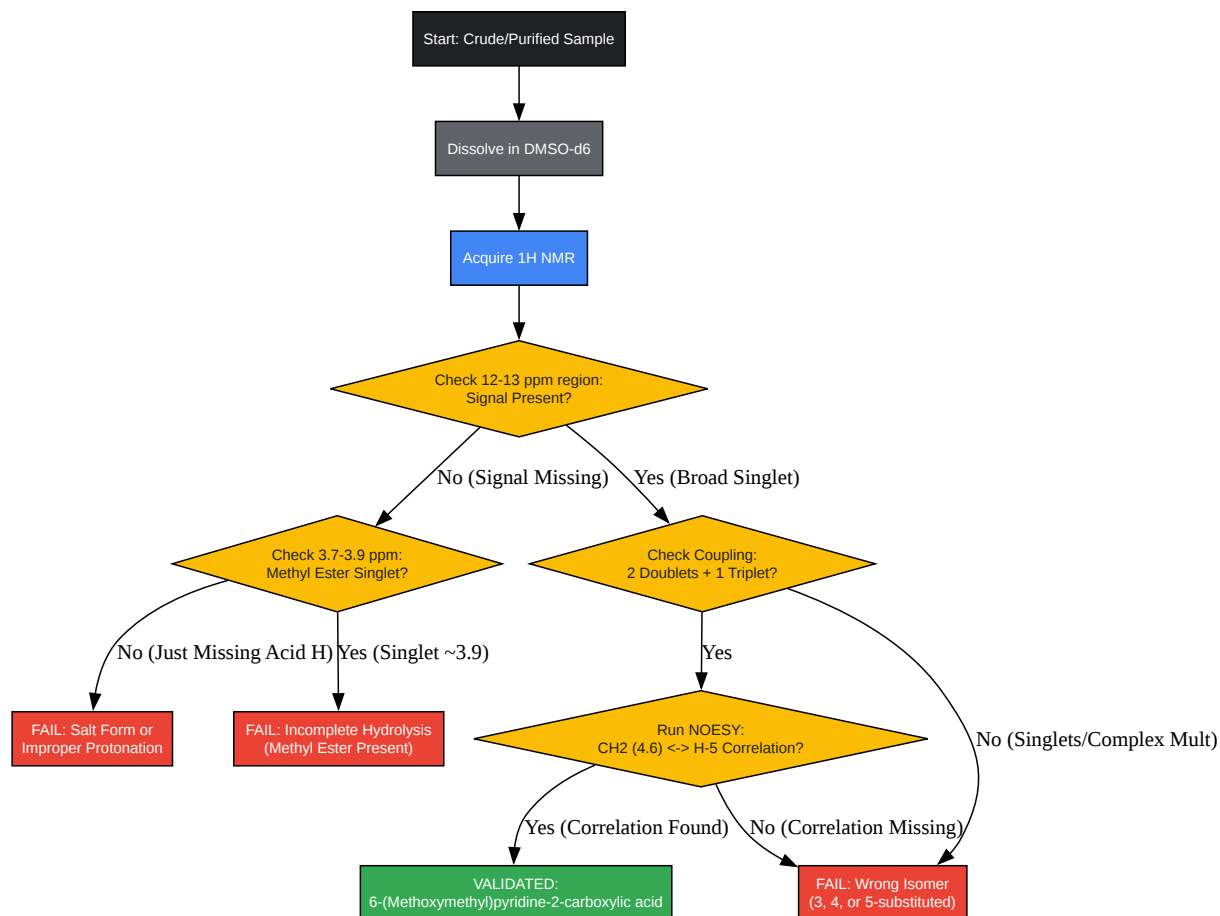 Start: Crude/Purified Sample
Dissolve in DMSO-d6
Acquire 1H NMR
Check 12-13 ppm region:
Signal Present?
No (Signal Missing)
Yes (Broad Singlet)
Check 3.7-3.9 ppm:
Methyl Ester Singlet?
Check Coupling:
2 Doublets + 1 Triplet?
No (Just Missing Acid H)
Yes (Singlet ~3.9)
Yes
FAIL: Salt Form or
Improper Protonation
FAIL: Incomplete Hydrolysis
(Methyl Ester Present)
Run NOESY:
CH2 (4.6) <-> H-5 Correlation?
No (Singlets/Complex Mult)
Yes (Correlation Found)
No (Correlation Missing)
VALIDATED:
6-(Methoxymethyl)pyridine-2-carboxylic acid
FAIL: Wrong Isomer
(3, 4, or 5-substituted)